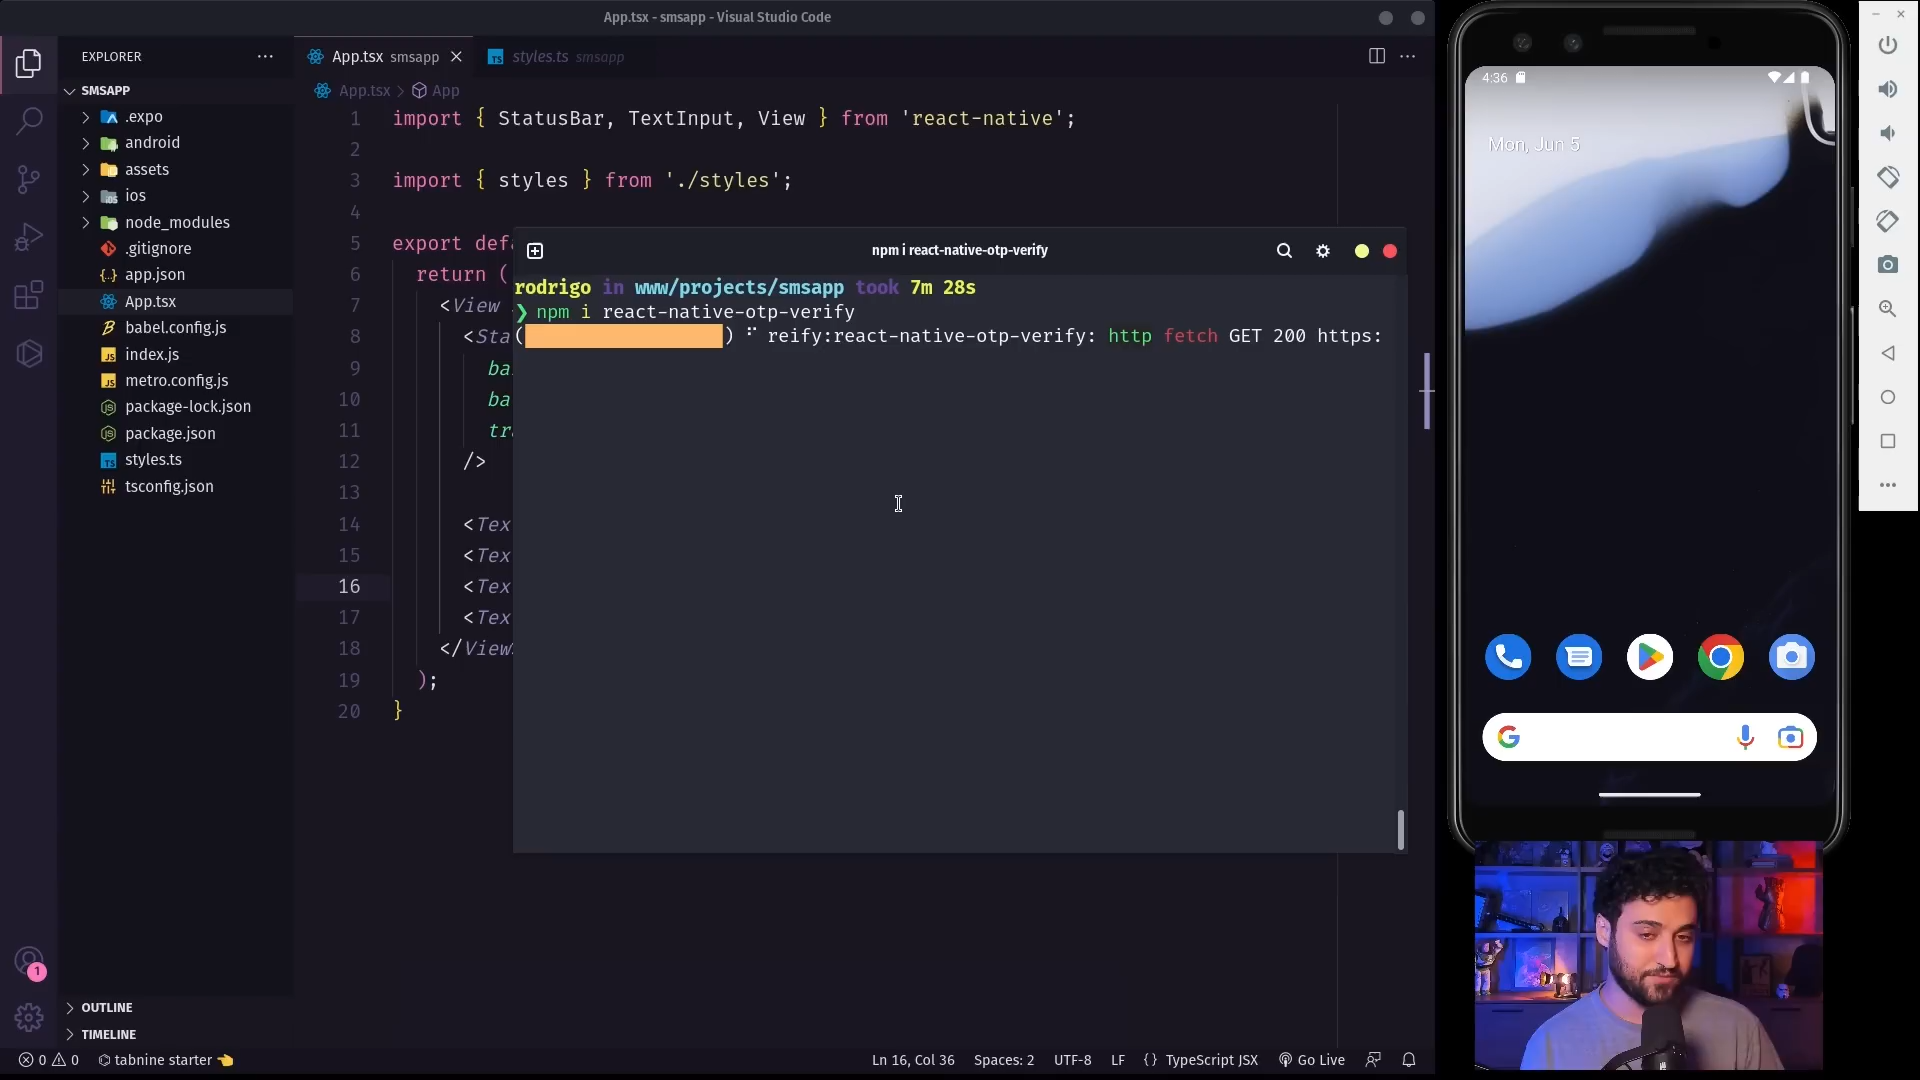 App.tsx - smsapp - Visual Studio Code
EXPLORER
SMSAPP
.expo
android
assets
ios
node_modules
.gitignore
app.json
App.tsx
babel.config.js
index.js
metro.config.js
package-lock.json
package.json
styles.ts
tsconfig.json
OUTLINE
TIMELINE
App.tsx smsapp
styles.ts smsapp
App.tsx > App
1 import { StatusBar, TextInput, View } from 'react-native';
2
3 import { styles } from './styles';
4
5 export def
6 return (
7 <View
8 <Sta
9 ba
10 ba
11 tr
12 />
13
14 <Tex
15 <Tex
16 <Tex
17 <Tex
18 </View
19 );
20 }
npm i react-native-otp-verify
rodrigo in www/projects/smsapp took 7m 28s
❯ npm i react-native-otp-verify
( ) ⠋ reify:react-native-otp-verify: http fetch GET 200 https:
4:36
Mon, Jun 5
1
0 0 tabnine starter 👈
Ln 16, Col 36 Spaces: 2 UTF-8 LF {} TypeScript JSX Go Live